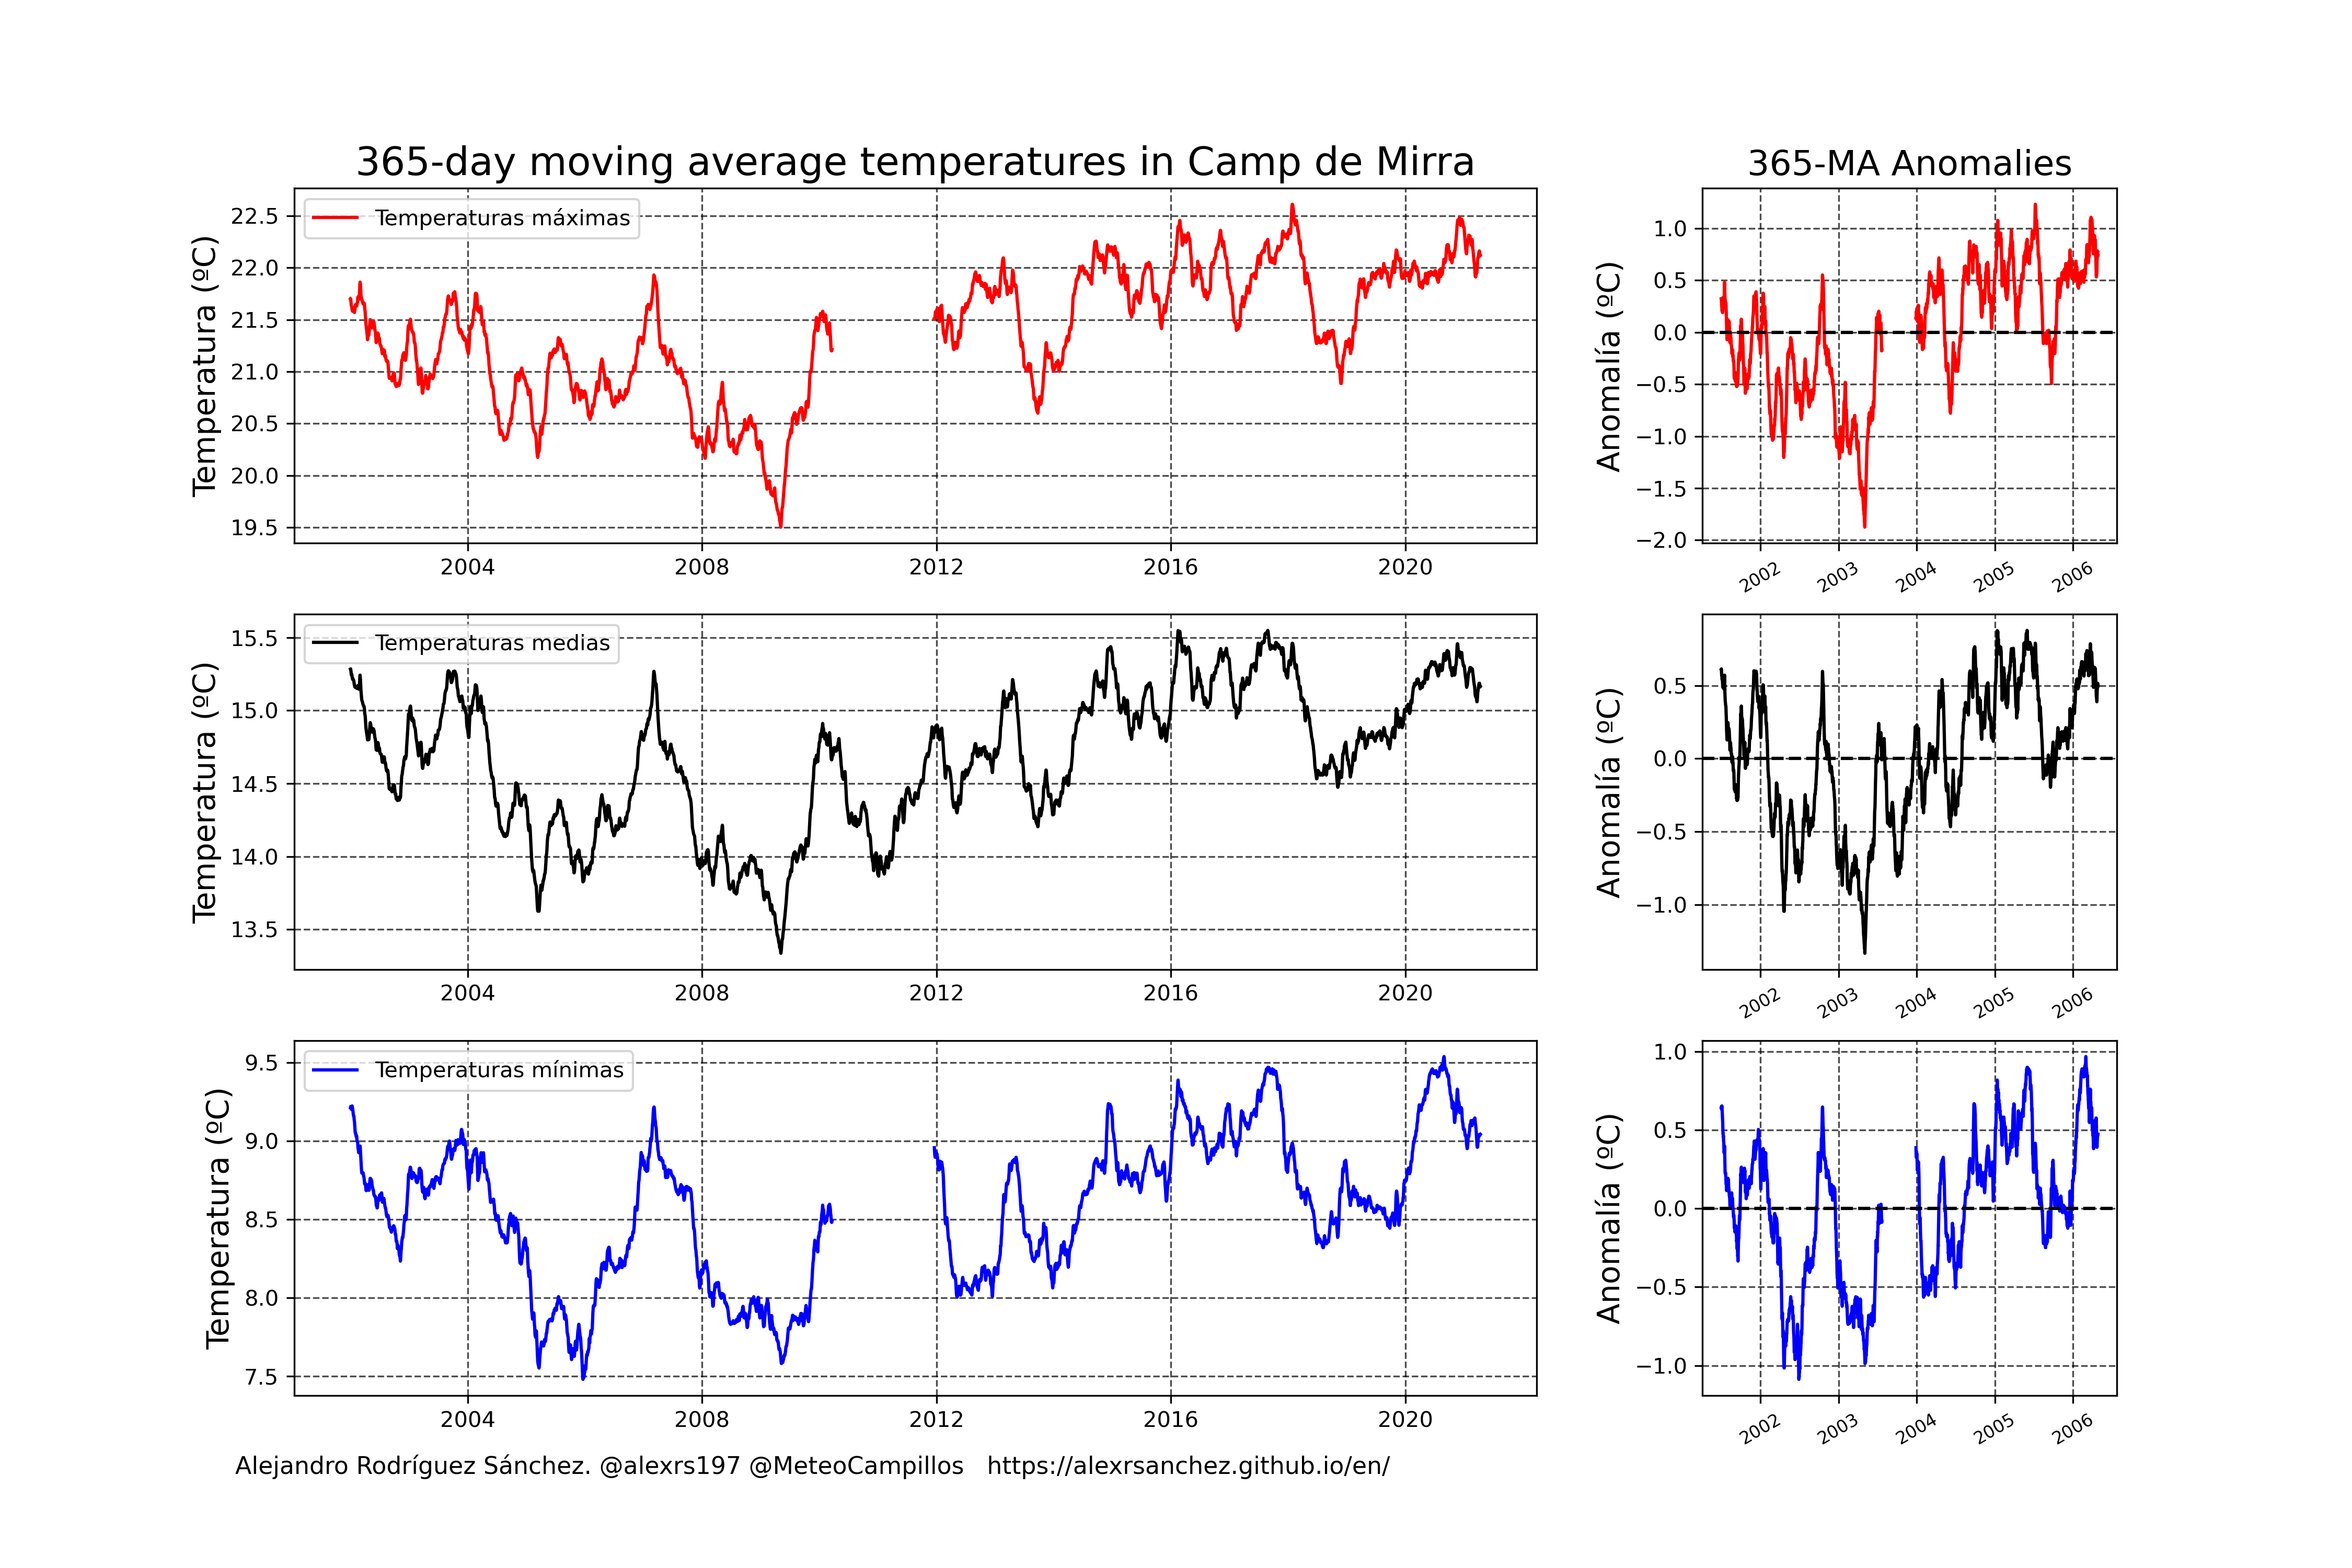 365-day moving average temperatures in Camp de Mirra
365-MA Anomalies
Temperatura (ºC)
22.5
22.0
21.5
21.0
20.5
20.0
19.5
Temperaturas máximas
2004 2008 2012 2016 2020
Anomalía (ºC)
1.0
0.5
0.0
−0.5
−1.0
−1.5
−2.0
2002 2003 2004 2005 2006
Temperatura (ºC)
15.5
15.0
14.5
14.0
13.5
Temperaturas medias
2004 2008 2012 2016 2020
Anomalía (ºC)
0.5
0.0
−0.5
−1.0
2002 2003 2004 2005 2006
Temperatura (ºC)
9.5
9.0
8.5
8.0
7.5
Temperaturas mínimas
2004 2008 2012 2016 2020
Anomalía (ºC)
1.0
0.5
0.0
−0.5
−1.0
2002 2003 2004 2005 2006
Alejandro Rodríguez Sánchez. @alexrs197 @MeteoCampillos https://alexrsanchez.github.io/en/